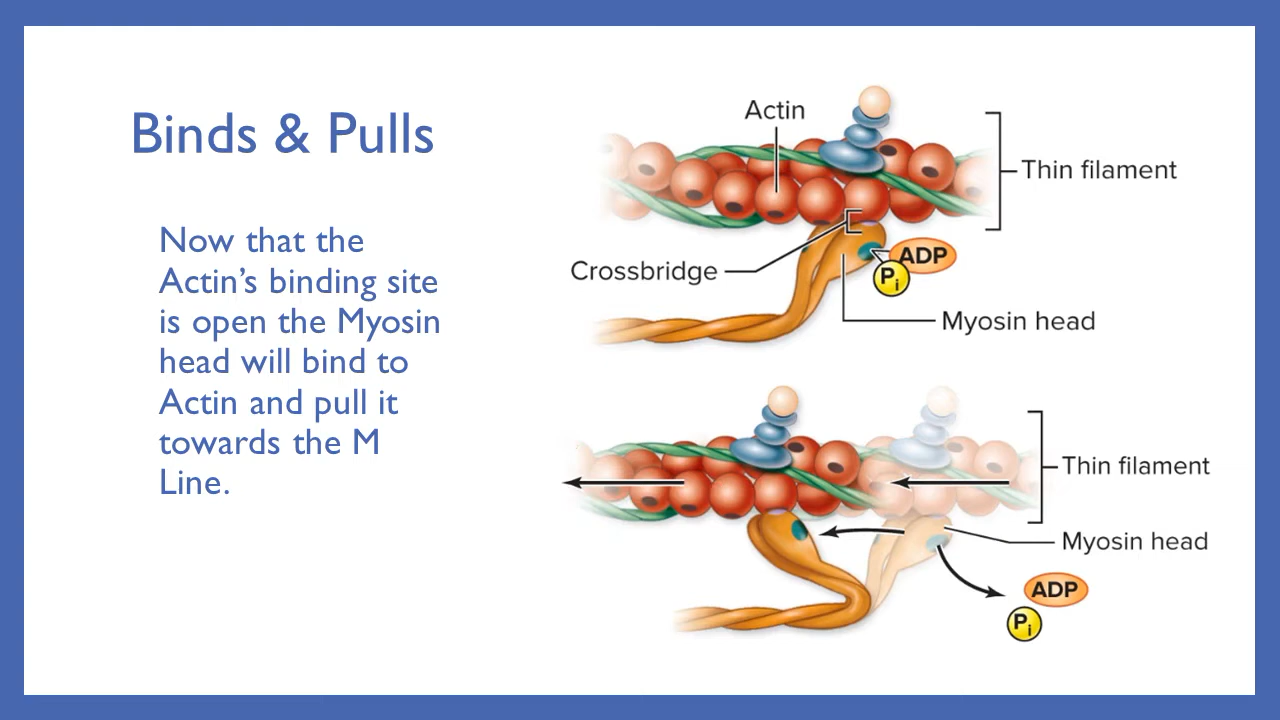 Binds & Pulls
Now that the
Actin’s binding site
is open the Myosin
head will bind to
Actin and pull it
towards the M
Line.
Actin
Thin filament
Crossbridge
ADP
Pi
Myosin head
Thin filament
Myosin head
ADP
Pi